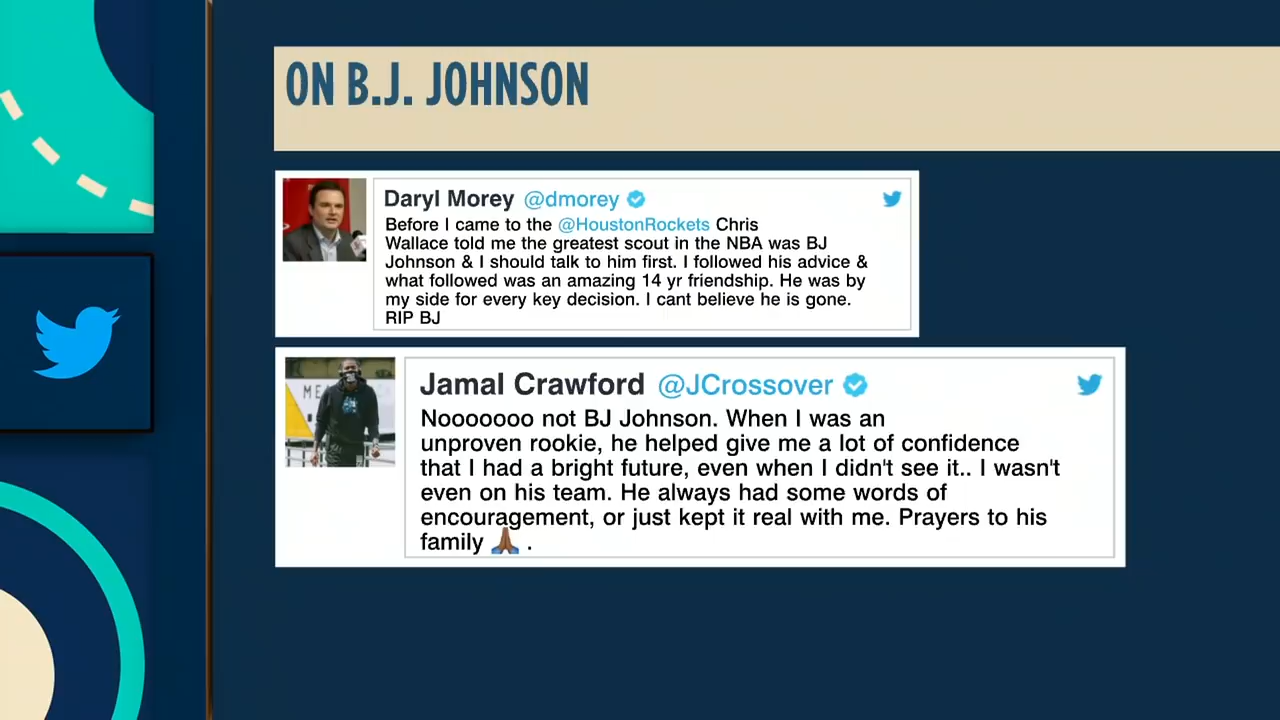 ON B.J. JOHNSON
Daryl Morey @dmorey
Before I came to the @HoustonRockets Chris
Wallace told me the greatest scout in the NBA was BJ
Johnson & I should talk to him first. I followed his advice &
what followed was an amazing 14 yr friendship. He was by
my side for every key decision. I cant believe he is gone.
RIP BJ
Jamal Crawford @JCrossover
Nooooooo not BJ Johnson. When I was an
unproven rookie, he helped give me a lot of confidence
that I had a bright future, even when I didn't see it.. I wasn't
even on his team. He always had some words of
encouragement, or just kept it real with me. Prayers to his
family 🙏🏾 .